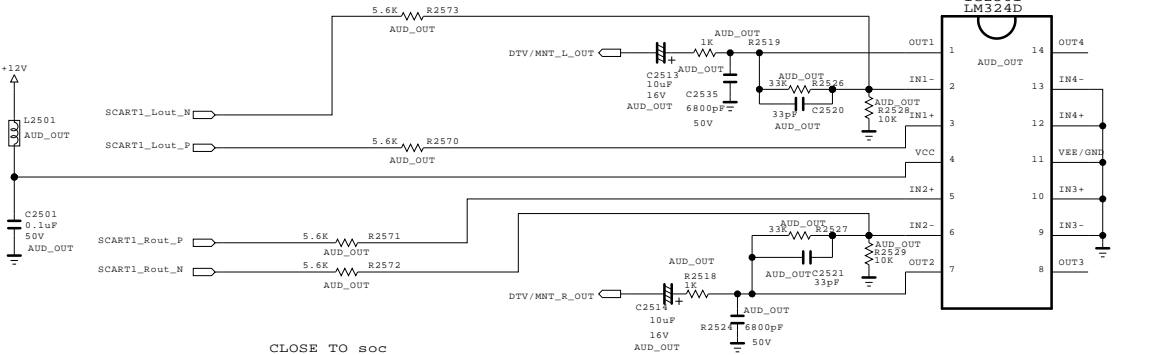 LM324D
5.6K R2573
AUD_OUT
AUD_OUT
1K R2519
DTV/MNT_L_OUT
OUT1
1
14
OUT4
+12V
AUD_OUT
AUD_OUT
C2513
10uF
16V
AUD_OUT
AUD_OUT
33K R2526
IN1-
2
13
IN4-
C2535
6800pF
50V
C2520
33pF
AUD_OUT
AUD_OUT
R2528
10K
SCART1_Lout_N
L2501
AUD_OUT
IN1+
3
12
IN4+
SCART1_Lout_P
5.6K R2570
AUD_OUT
VCC
4
11
VEE/GND
IN2+
5
10
IN3+
C2501
0.1uF
50V
AUD_OUT
SCART1_Rout_P
5.6K R2571
AUD_OUT
AUD_OUT
33K R2527
IN2-
6
9
IN3-
AUD_OUT
R2529
10K
SCART1_Rout_N
5.6K R2572
AUD_OUT
AUD_OUT
R2518
1K
AUD_OUT
C2521
33pF
OUT2
7
8
OUT3
DTV/MNT_R_OUT
C2514
10uF
16V
AUD_OUT
AUD_OUT
R2524
6800pF
50V
CLOSE TO soc